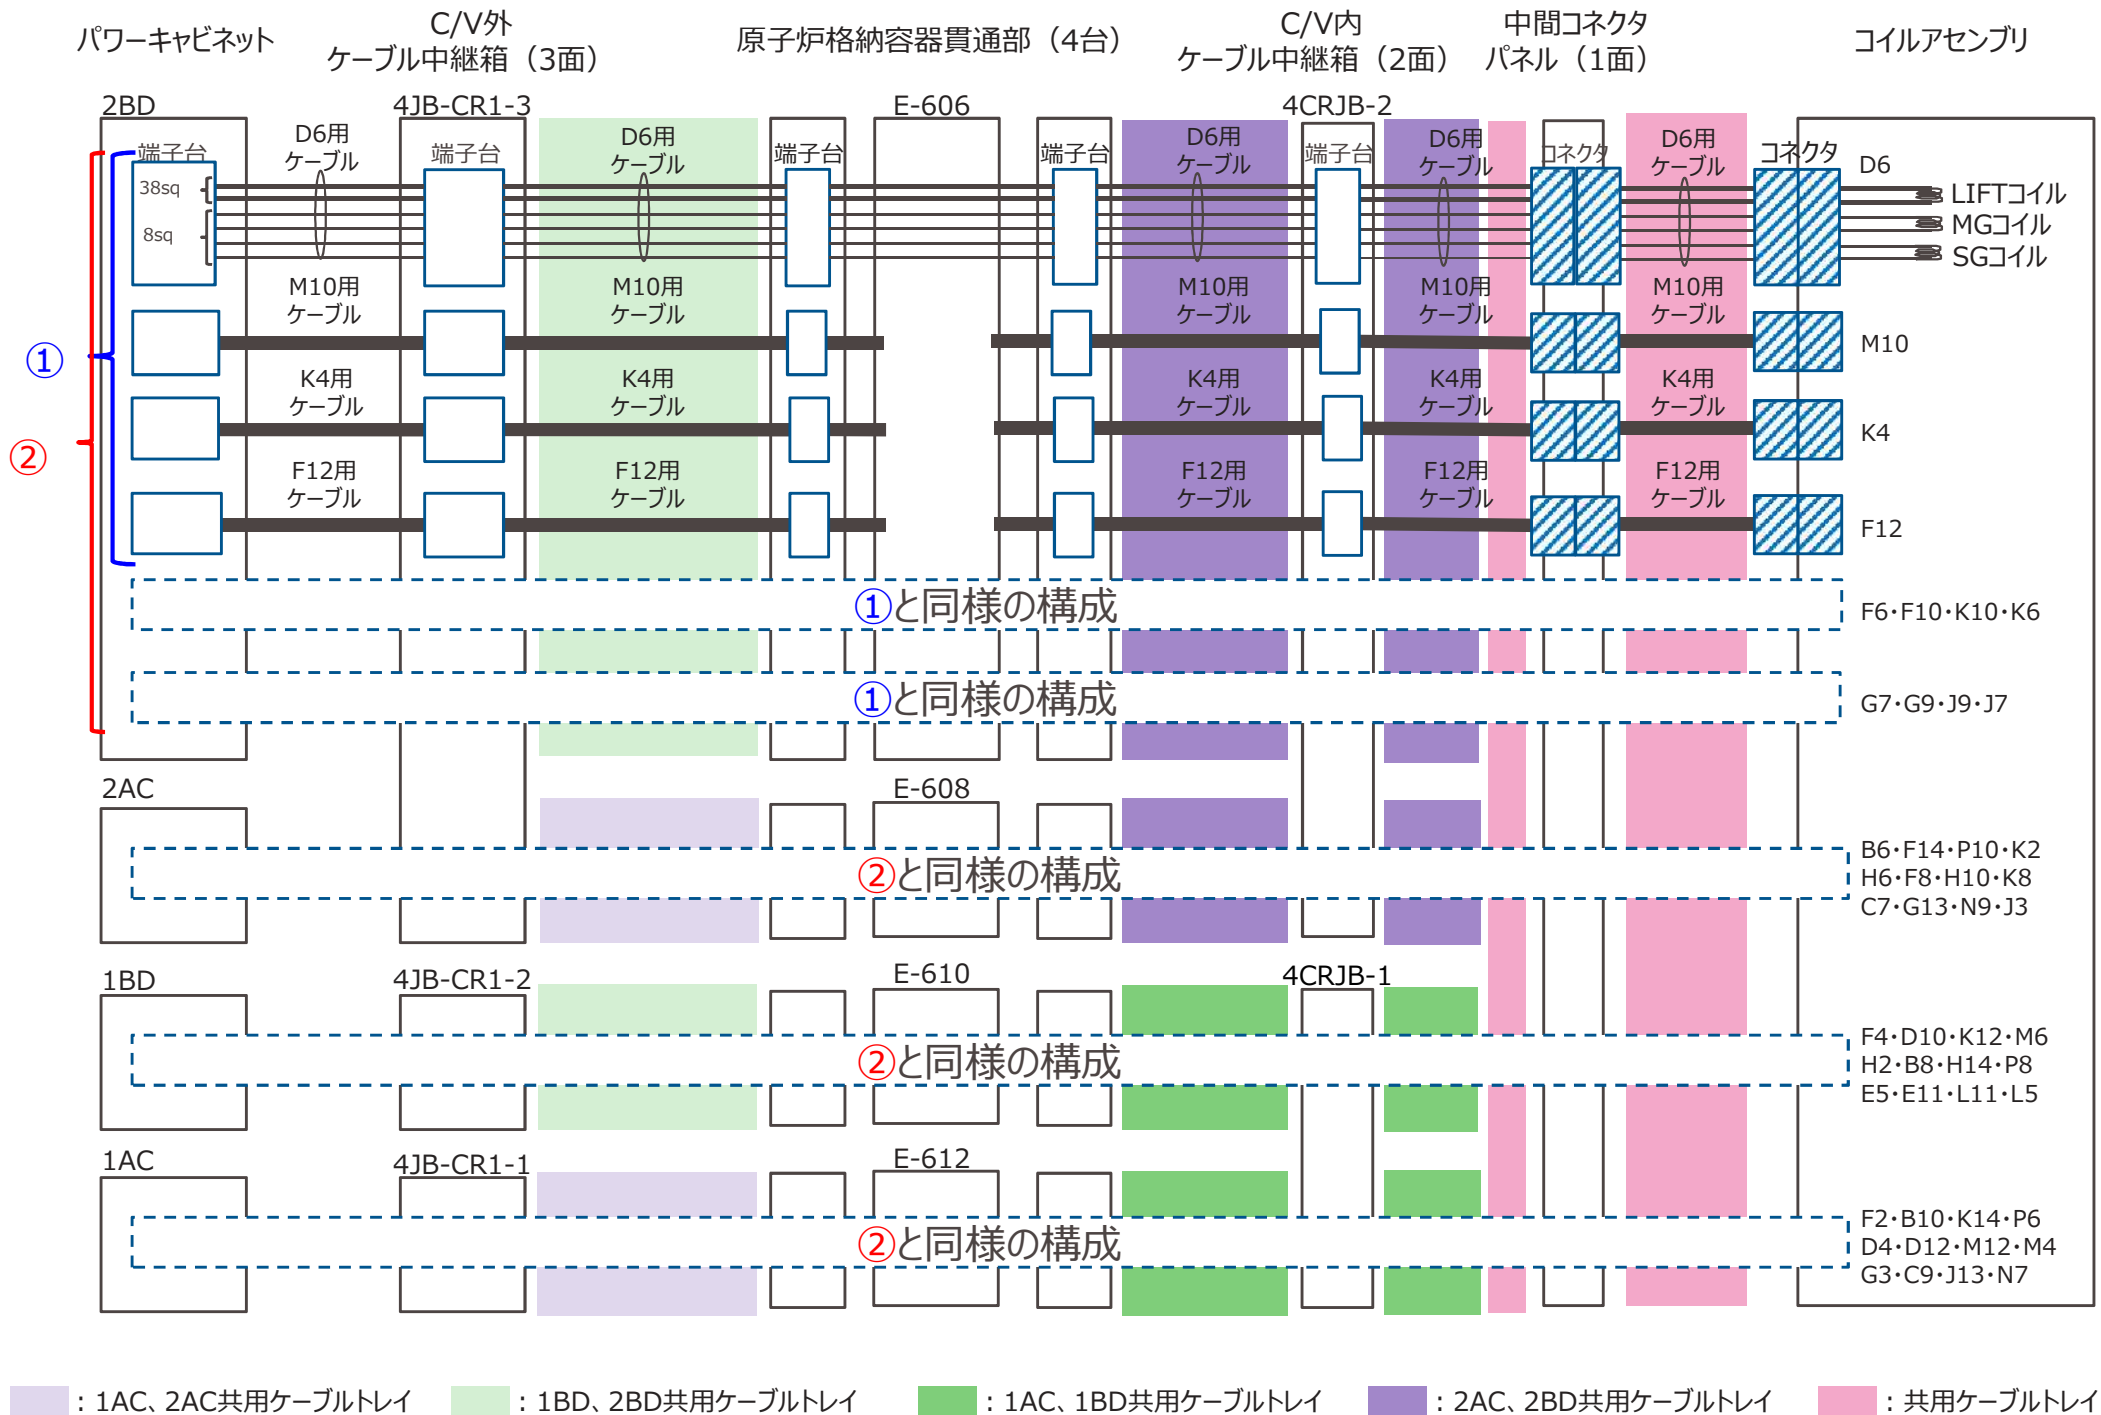 パワーキャビネット
C/V外
ケーブル中継箱（3面）
原子炉格納容器貫通部（4台）
C/V内
ケーブル中継箱（2面）
中間コネクタ
パネル（1面）
コイルアセンブリ
2BD
4JB-CR1-3
E-606
4CRJB-2
端子台
D6用
ケーブル
端子台
D6用
ケーブル
端子台
端子台
D6用
ケーブル
端子台
D6用
ケーブル
コネクタ
D6用
ケーブル
コネクタ
D6
38sq
8sq
LIFTコイル
MGコイル
SGコイル
M10用
ケーブル
M10用
ケーブル
M10用
ケーブル
M10用
ケーブル
M10用
ケーブル
M10
①
K4用
ケーブル
K4用
ケーブル
K4用
ケーブル
K4用
ケーブル
K4用
ケーブル
K4
②
F12用
ケーブル
F12用
ケーブル
F12用
ケーブル
F12用
ケーブル
F12用
ケーブル
F12
①と同様の構成
F6・F10・K10・K6
①と同様の構成
G7・G9・J9・J7
2AC
E-608
②と同様の構成
B6・F14・P10・K2
H6・F8・H10・K8
C7・G13・N9・J3
1BD
4JB-CR1-2
E-610
4CRJB-1
②と同様の構成
F4・D10・K12・M6
H2・B8・H14・P8
E5・E11・L11・L5
1AC
4JB-CR1-1
E-612
②と同様の構成
F2・B10・K14・P6
D4・D12・M12・M4
G3・C9・J13・N7
：1AC、2AC共用ケーブルトレイ
：1BD、2BD共用ケーブルトレイ
：1AC、1BD共用ケーブルトレイ
：2AC、2BD共用ケーブルトレイ
：共用ケーブルトレイ